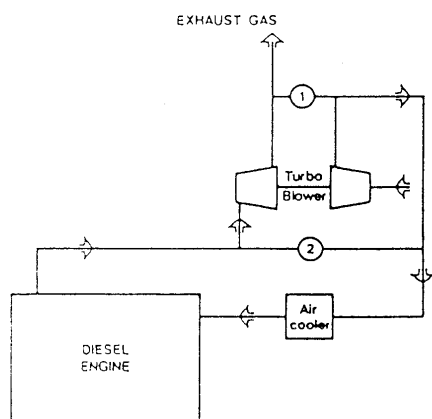 EXHAUST GAS
1
Turbo
Blower
2
Air
cooler
DIESEL
ENGINE